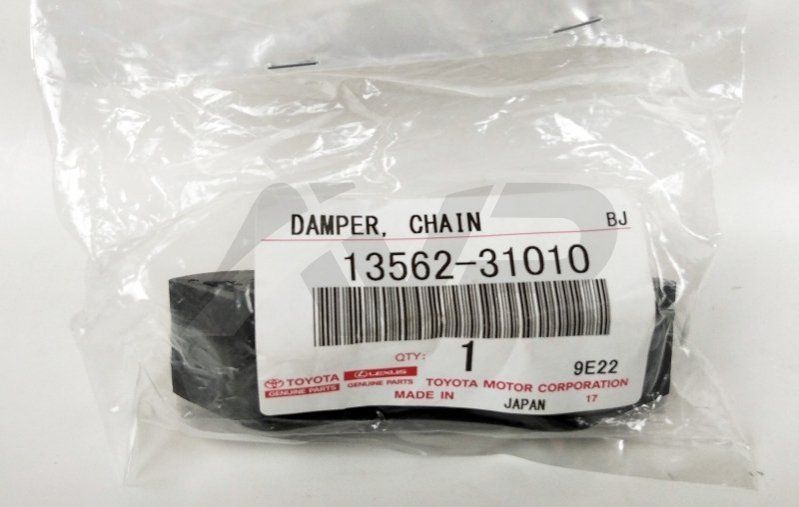 DAMPER, CHAIN BJ
13562-31010
QTY: 1 9E22
TOYOTA LEXUS
GENUINE PARTS GENUINE PARTS TOYOTA MOTOR CORPORATION
MADE IN JAPAN 17
AVP